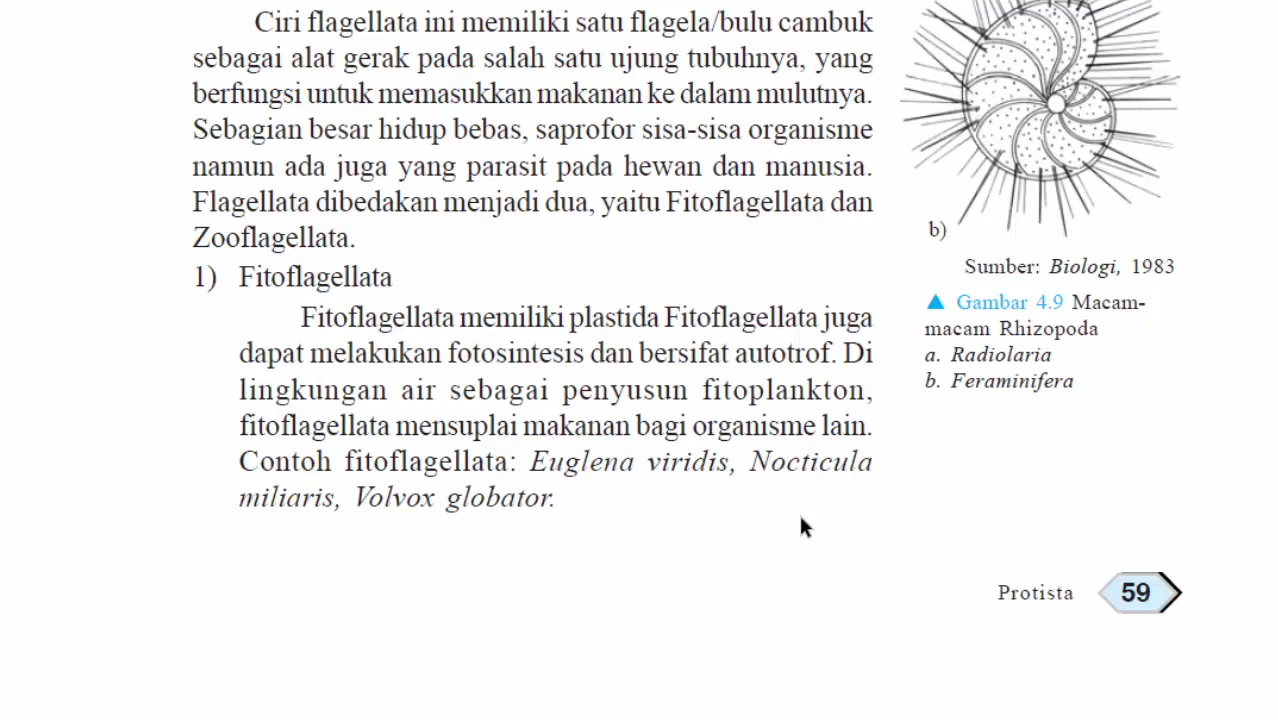 Ciri flagellata ini memiliki satu flagela/bulu cambuk
sebagai alat gerak pada salah satu ujung tubuhnya, yang
berfungsi untuk memasukkan makanan ke dalam mulutnya.
Sebagian besar hidup bebas, saprofor sisa-sisa organisme
namun ada juga yang parasit pada hewan dan manusia.
Flagellata dibedakan menjadi dua, yaitu Fitoflagellata dan
Zooflagellata.
1) Fitoflagellata
Fitoflagellata memiliki plastida Fitoflagellata juga
dapat melakukan fotosintesis dan bersifat autotrof. Di
lingkungan air sebagai penyusun fitoplankton,
fitoflagellata mensuplai makanan bagi organisme lain.
Contoh fitoflagellata: Euglena viridis, Nocticula
miliaris, Volvox globator.
b)
Sumber: Biologi, 1983
▲ Gambar 4.9 Macam-
macam Rhizopoda
a. Radiolaria
b. Feraminifera
Protista 59